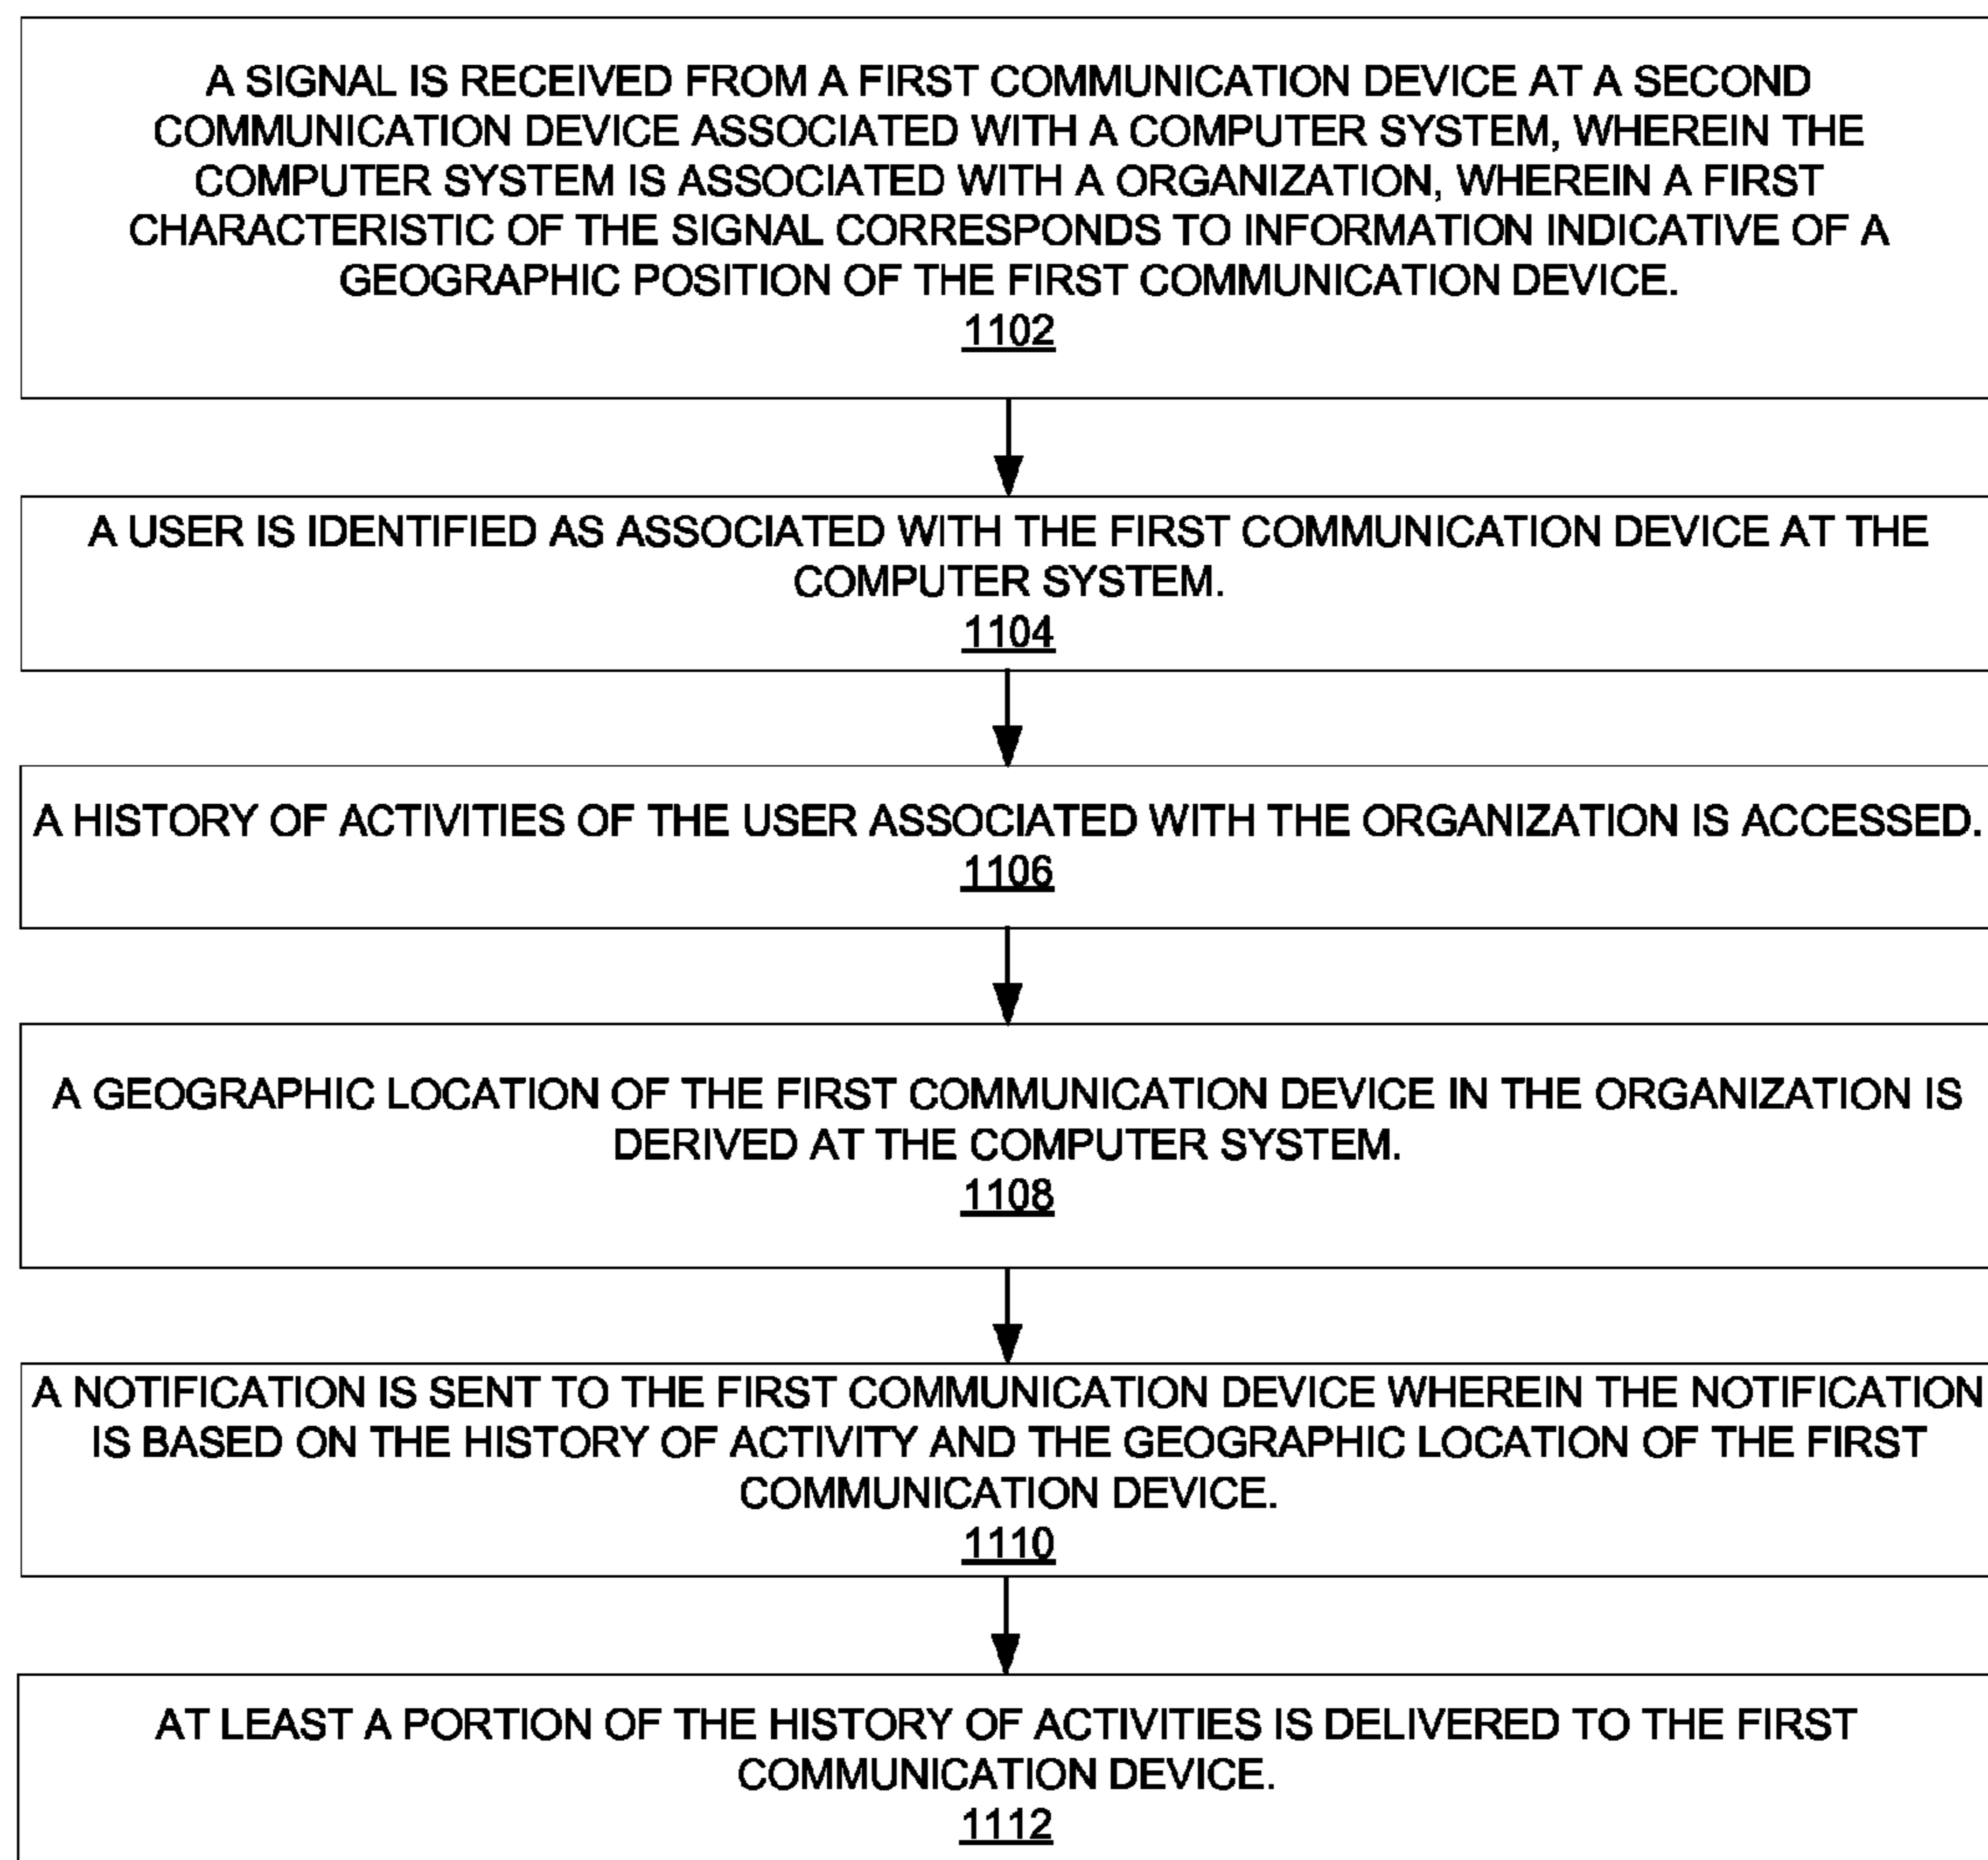 A SIGNAL IS RECEIVED FROM A FIRST COMMUNICATION DEVICE AT A SECOND
COMMUNICATION DEVICE ASSOCIATED WITH A COMPUTER SYSTEM, WHEREIN THE
COMPUTER SYSTEM IS ASSOCIATED WITH A ORGANIZATION, WHEREIN A FIRST
CHARACTERISTIC OF THE SIGNAL CORRESPONDS TO INFORMATION INDICATIVE OF A
GEOGRAPHIC POSITION OF THE FIRST COMMUNICATION DEVICE.
1102
A USER IS IDENTIFIED AS ASSOCIATED WITH THE FIRST COMMUNICATION DEVICE AT THE
COMPUTER SYSTEM.
1104
A HISTORY OF ACTIVITIES OF THE USER ASSOCIATED WITH THE ORGANIZATION IS ACCESSED.
1106
A GEOGRAPHIC LOCATION OF THE FIRST COMMUNICATION DEVICE IN THE ORGANIZATION IS
DERIVED AT THE COMPUTER SYSTEM.
1108
A NOTIFICATION IS SENT TO THE FIRST COMMUNICATION DEVICE WHEREIN THE NOTIFICATION
IS BASED ON THE HISTORY OF ACTIVITY AND THE GEOGRAPHIC LOCATION OF THE FIRST
COMMUNICATION DEVICE.
1110
AT LEAST A PORTION OF THE HISTORY OF ACTIVITIES IS DELIVERED TO THE FIRST
COMMUNICATION DEVICE.
1112